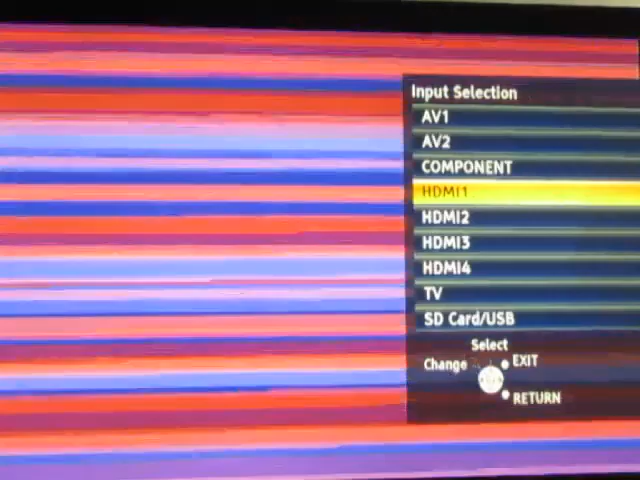 Input Selection
AV1
AV2
COMPONENT
HDMI1
HDMI2
HDMI3
HDMI4
TV
SD Card/USB
Select
Change
EXIT
RETURN